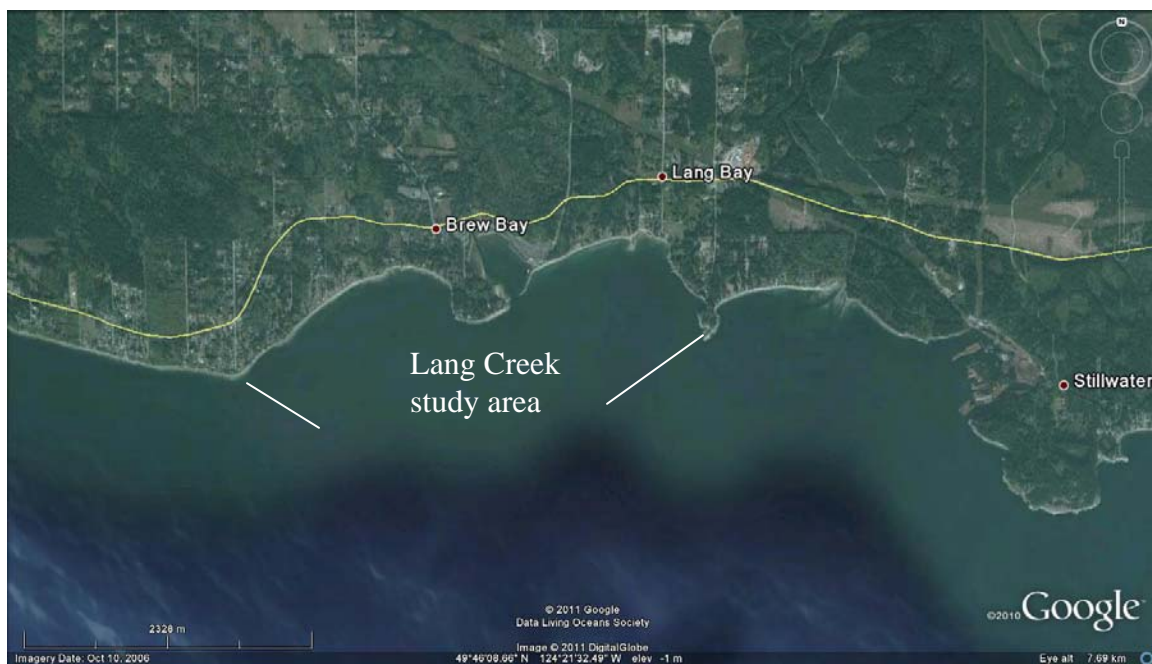 N
Lang Bay
Brew Bay
Lang Creek
study area
Stillwater
2328 m
© 2011 Google
Data Living Oceans Society
Image © 2011 DigitalGlobe
©2010 Google
Imagery Date: Oct 10, 2006
49°46'08.66" N 124°21'32.49" W elev -1 m
Eye alt 7.69 km